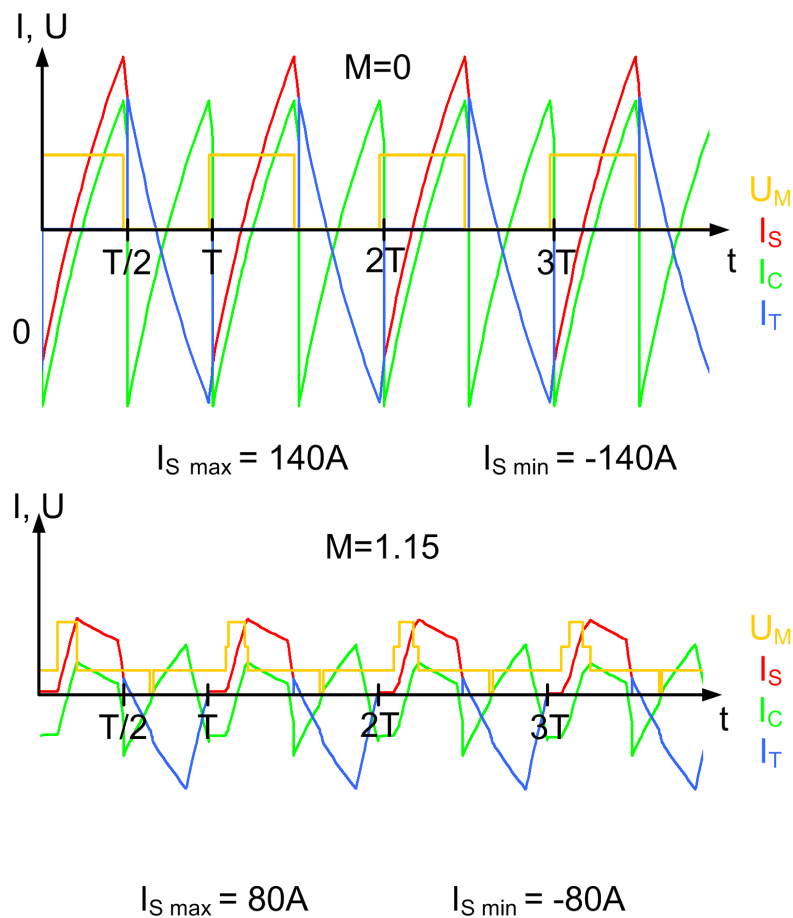 I, U
M=0
U_M
I_S
T/2 T 2T 3T t
I_C
I_T
0
I_S max = 140A I_S min = -140A
I, U
M=1.15
U_M
I_S
T/2 T 2T 3T t
I_C
I_T
I_S max = 80A I_S min = -80A